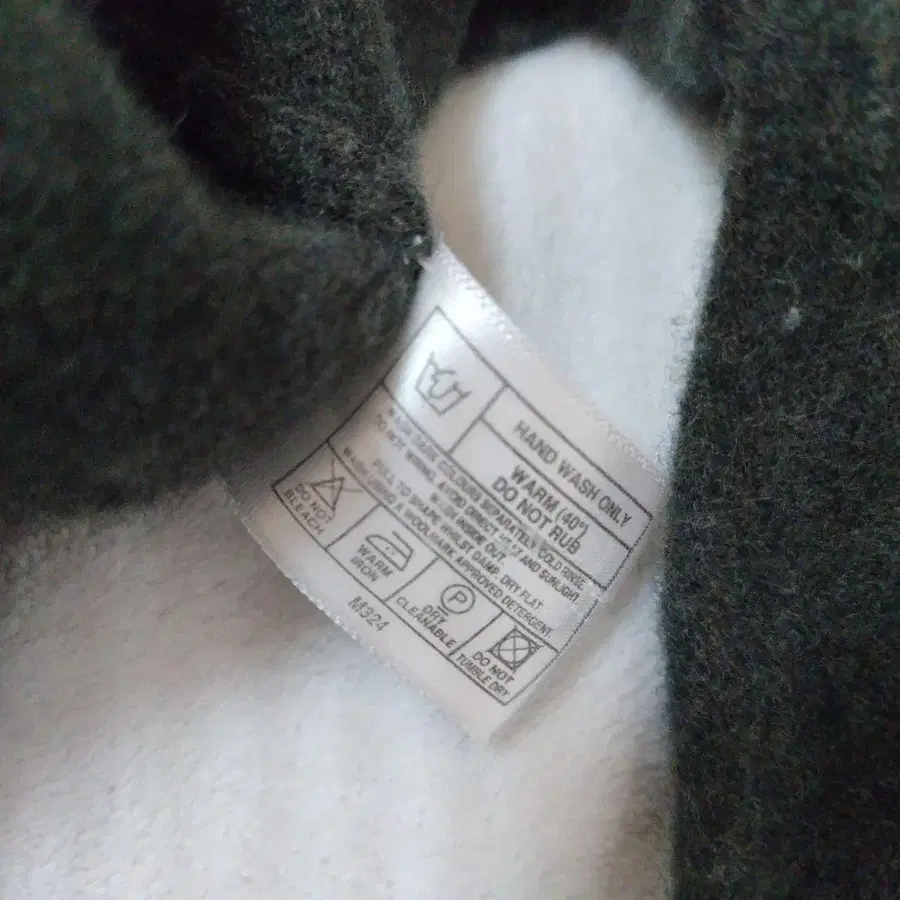 HAND WASH ONLY
WARM (40°)
DO NOT RUB
WASH DARK COLOURS SEPARATELY COLD RINSE.
DO NOT WRING. AVOID DIRECT HEAT AND SUNLIGHT.
WASH INSIDE OUT.
PULL TO SHAPE WHILST DAMP. DRY FLAT.
WASH USING A WOOLMARK APPROVED DETERGENT.
DO NOT
BLEACH
WARM
IRON
P
DRY
CLEANABLE
DO NOT
TUMBLE DRY
M324